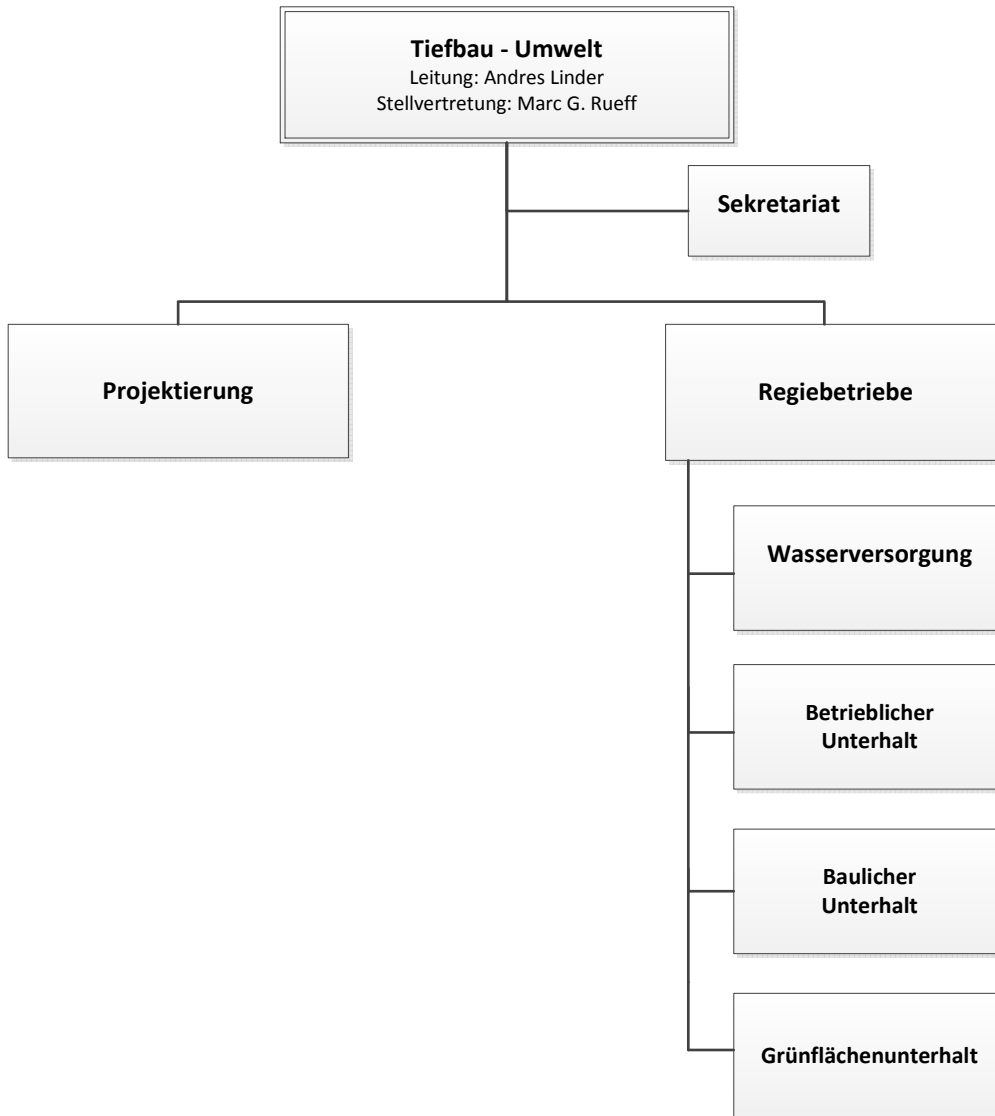 Tiefbau - Umwelt
Leitung: Andres Linder
Stellvertretung: Marc G. Rueff
Sekretariat
Projektierung
Regiebetriebe
Wasserversorgung
Betrieblicher
Unterhalt
Baulicher
Unterhalt
Grünflächenunterhalt